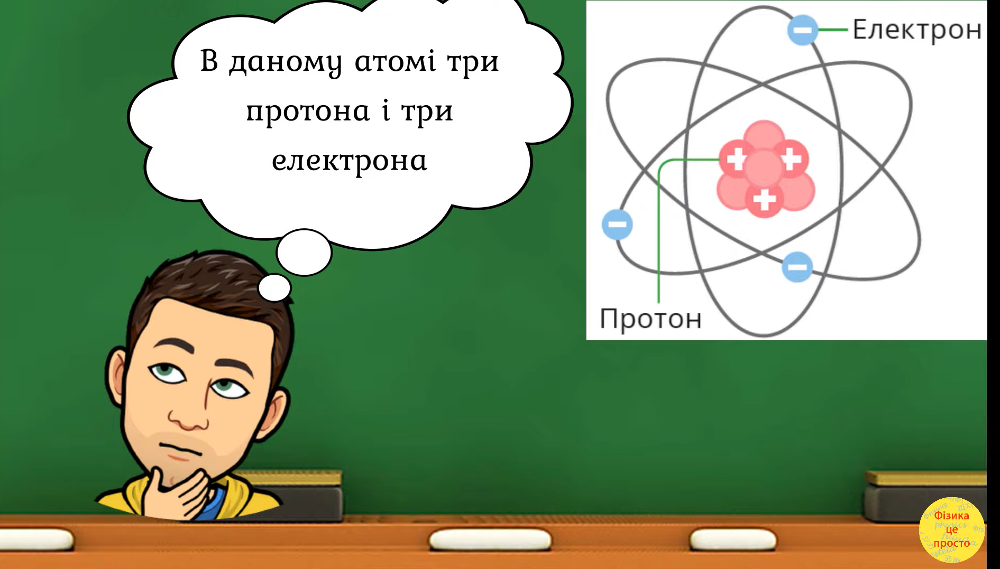 В даному атомі три
протона і три
електрона
Електрон
Протон
Фізика
це
просто